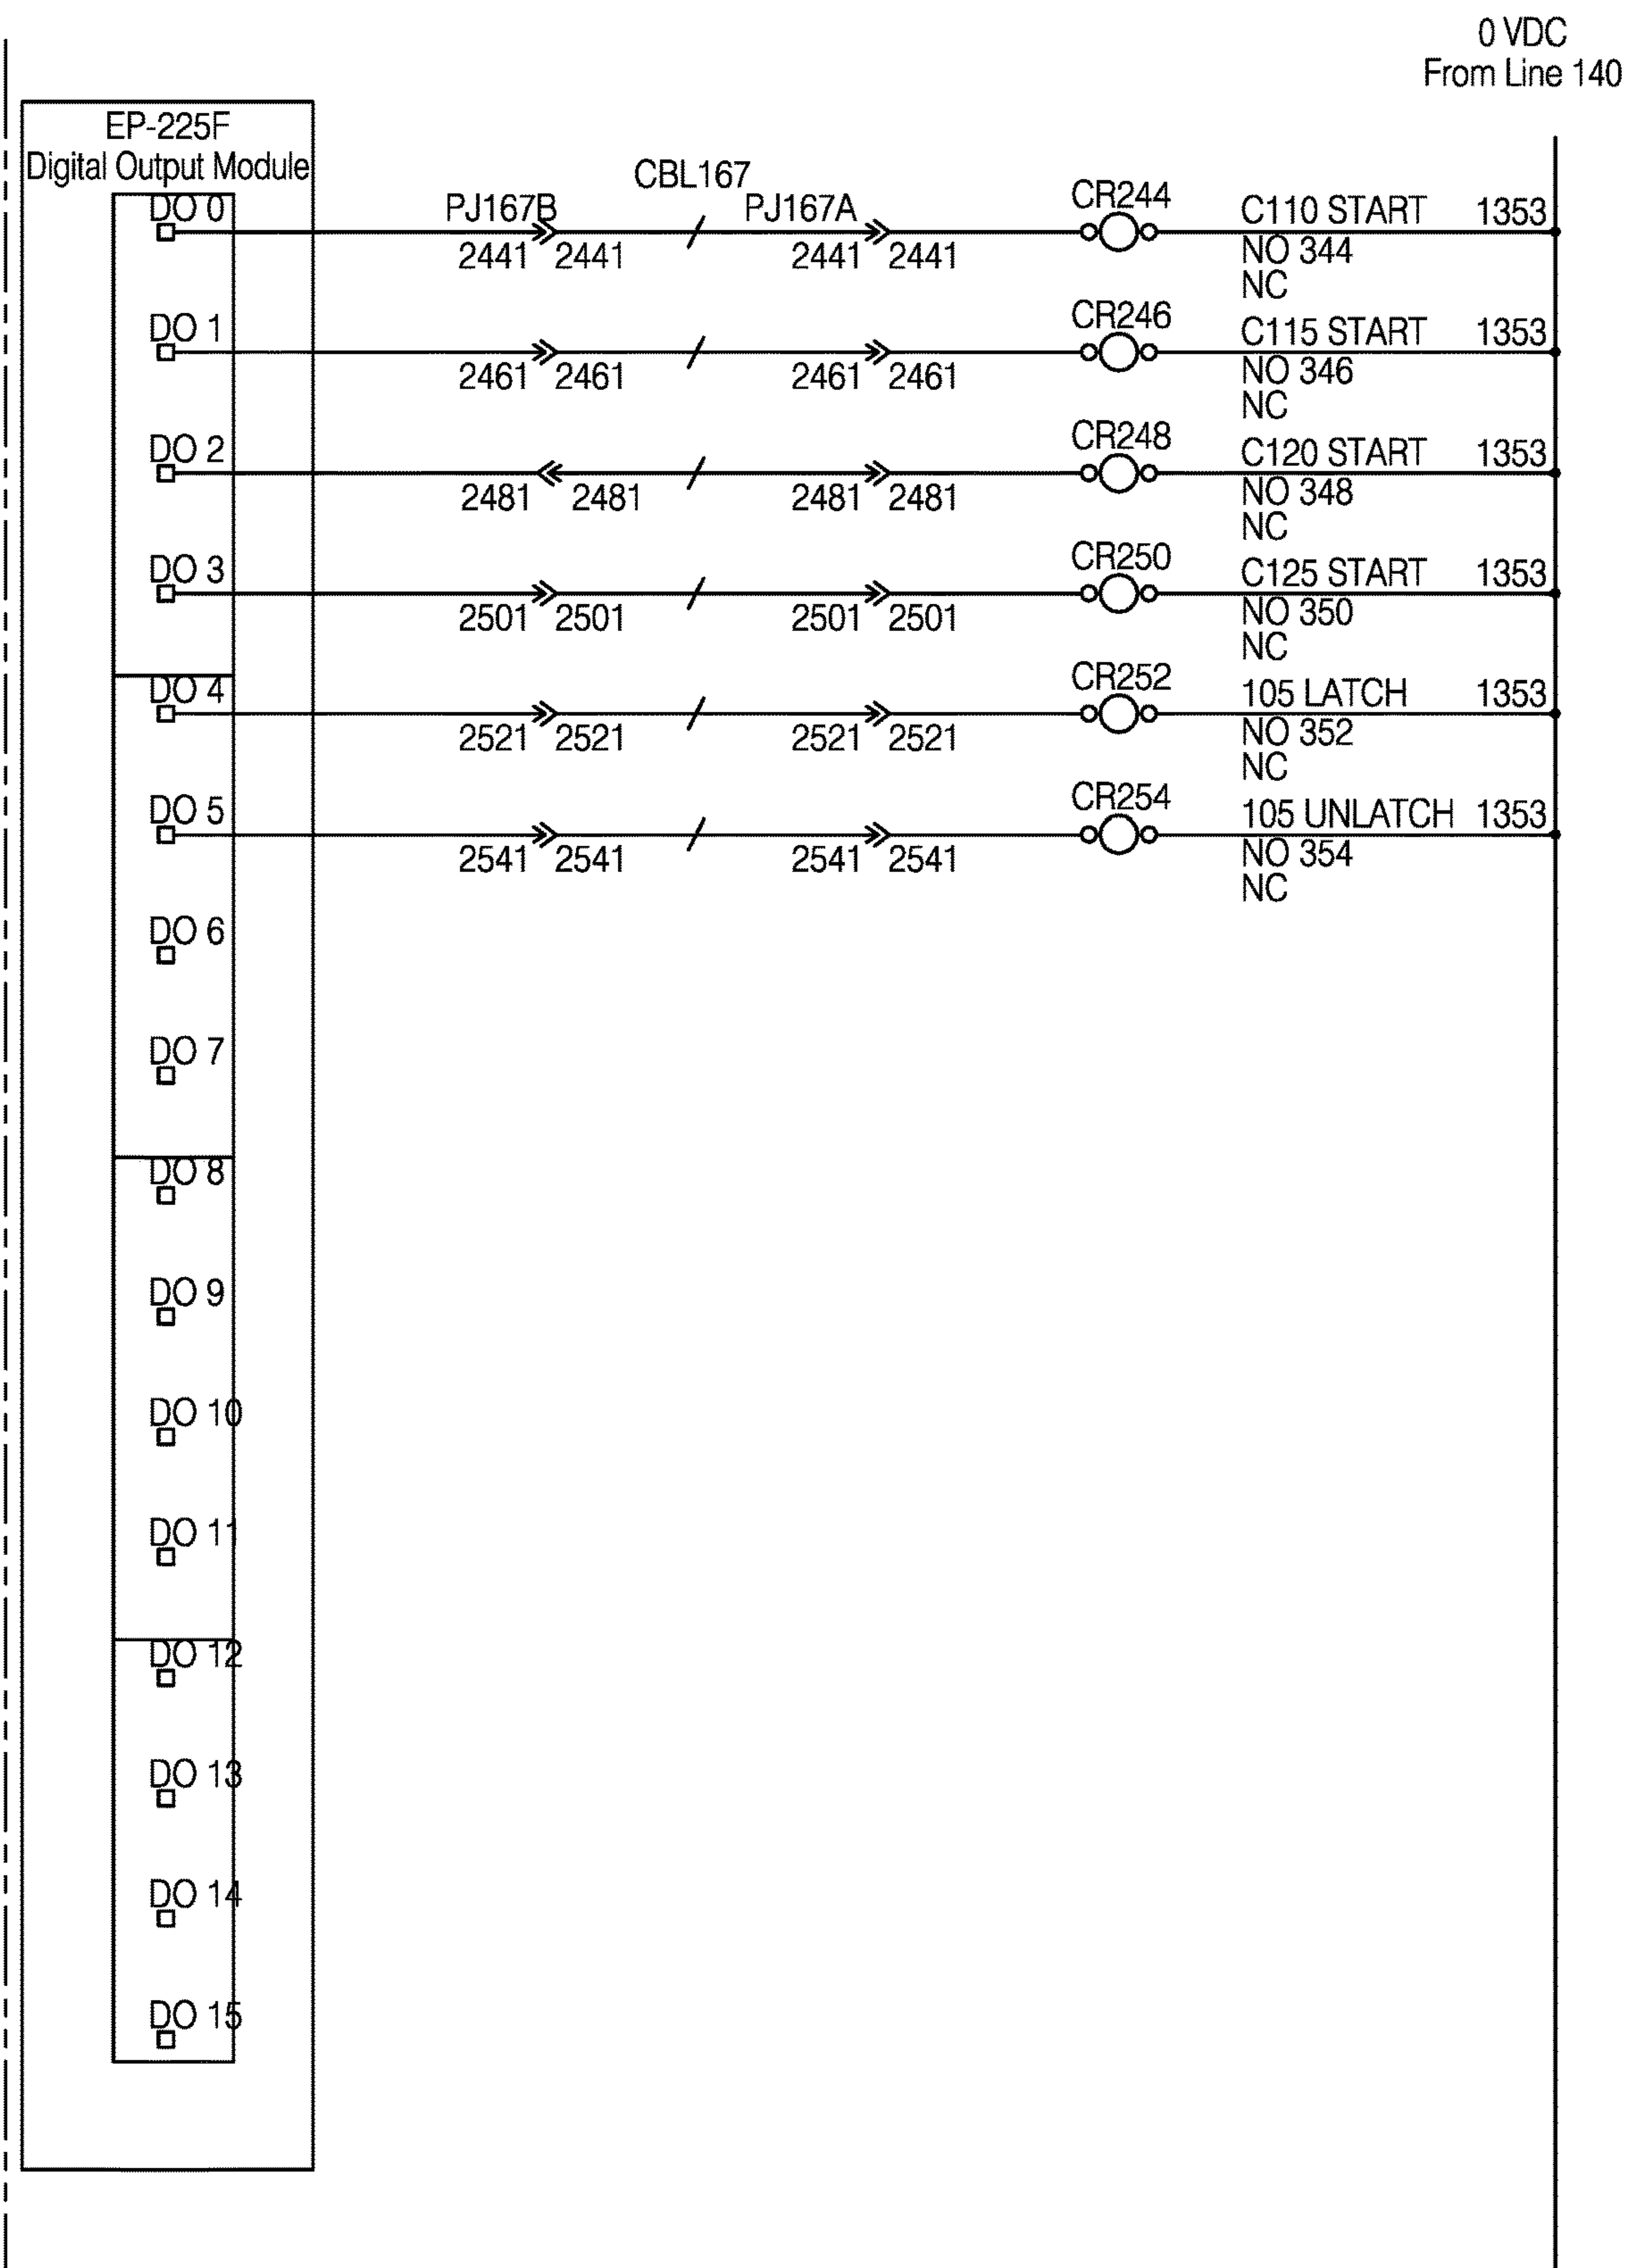 0 VDC
From Line 140
EP-225F
Digital Output Module
CBL167
DO 0
PJ167B
PJ167A
CR244
C110 START 1353
2441 2441 2441 2441
NO 344
NC
DO 1
CR246
C115 START 1353
2461 2461 2461 2461
NO 346
NC
DO 2
CR248
C120 START 1353
2481 2481 2481 2481
NO 348
NC
DO 3
CR250
C125 START 1353
2501 2501 2501 2501
NO 350
NC
DO 4
CR252
105 LATCH 1353
2521 2521 2521 2521
NO 352
NC
DO 5
CR254
105 UNLATCH 1353
2541 2541 2541 2541
NO 354
NC
DO 6
DO 7
DO 8
DO 9
DO 10
DO 11
DO 12
DO 13
DO 14
DO 15